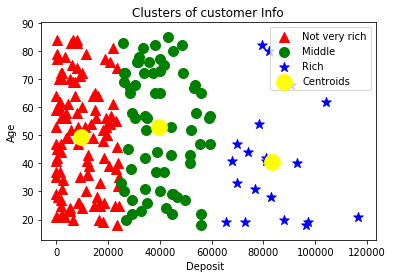 Clusters of customer Info
90
80
70
60
50
40
30
20
Age
0
20000
40000
60000
80000
100000
120000
Deposit
Not very rich
Middle
Rich
Centroids